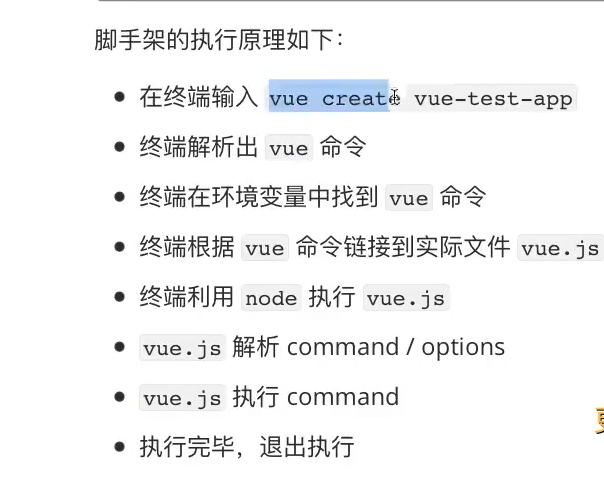 脚手架的执行原理如下：
在终端输入 vue create vue-test-app
终端解析出 vue 命令
终端在环境变量中找到 vue 命令
终端根据 vue 命令链接到实际文件 vue.js
终端利用 node 执行 vue.js
vue.js 解析 command / options
vue.js 执行 command
执行完毕，退出执行